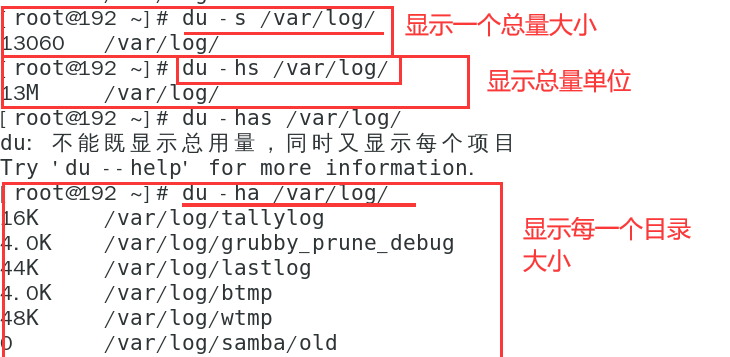 [root@192 ~]# du -s /var/log/
显示一个总量大小
13060 /var/log/
[root@192 ~]# du -hs /var/log/
显示总量单位
13M /var/log/
[root@192 ~]# du -has /var/log/
du: 不能既显示总用量，同时又显示每个项目
Try 'du --help' for more information.
[root@192 ~]# du -ha /var/log/
16K /var/log/tallylog
4.0K /var/log/grubby_prune_debug
44K /var/log/lastlog
4.0K /var/log/btmp
48K /var/log/wtmp
0 /var/log/samba/old
显示每一个目录
大小